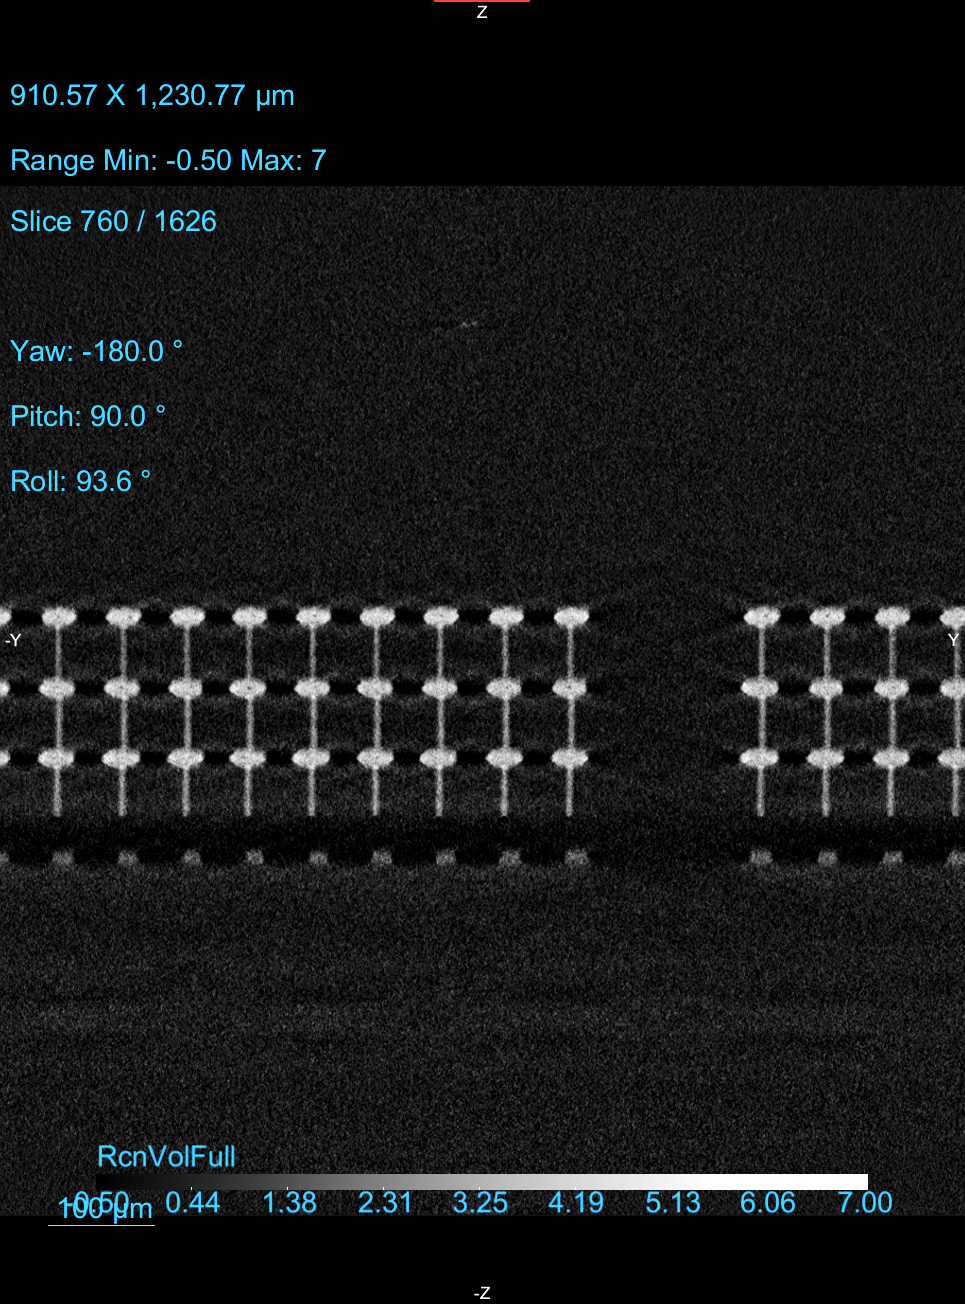 Z
910.57 X 1,230.77 µm
Range Min: -0.50 Max: 7
Slice 760 / 1626
Yaw: -180.0 °
Pitch: 90.0 °
Roll: 93.6 °
-Y Y
RcnVolFull
-0.50 0.44 1.38 2.31 3.25 4.19 5.13 6.06 7.00
100 µm
-Z